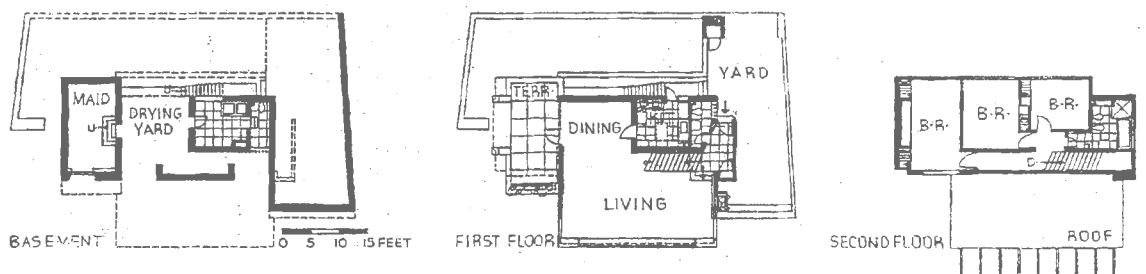 MAID
U
DRYING
YARD
BASEMENT
0 5 10 15 FEET
YARD
TERR.
DINING
LIVING
FIRST FLOOR
B.R.
B.R.
B.R.
D
SECOND FLOOR
ROOF